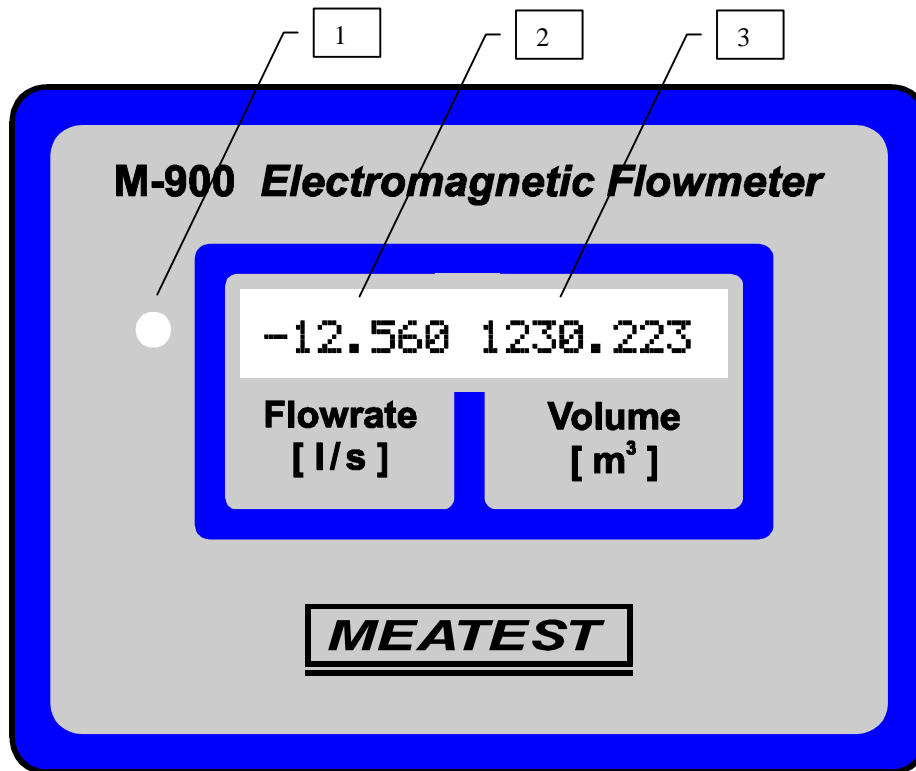 1 2 3
M-900 Electromagnetic Flowmeter
-12.560 1230.223
Flowrate Volume
[ l/s ] [ m³ ]
MEATEST